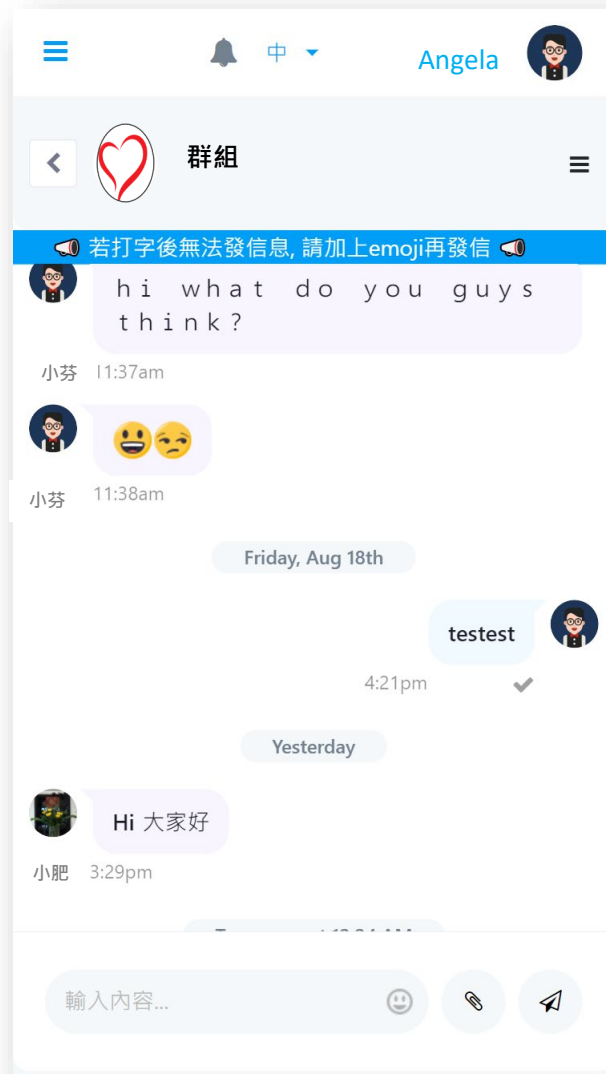 中
Angela
群組
若打字後無法發信息, 請加上emoji再發信
hi what do you guys
think?
小芬 11:37am
小芬 11:38am
Friday, Aug 18th
testest
4:21pm
Yesterday
Hi 大家好
小肥 3:29pm
輸入內容...